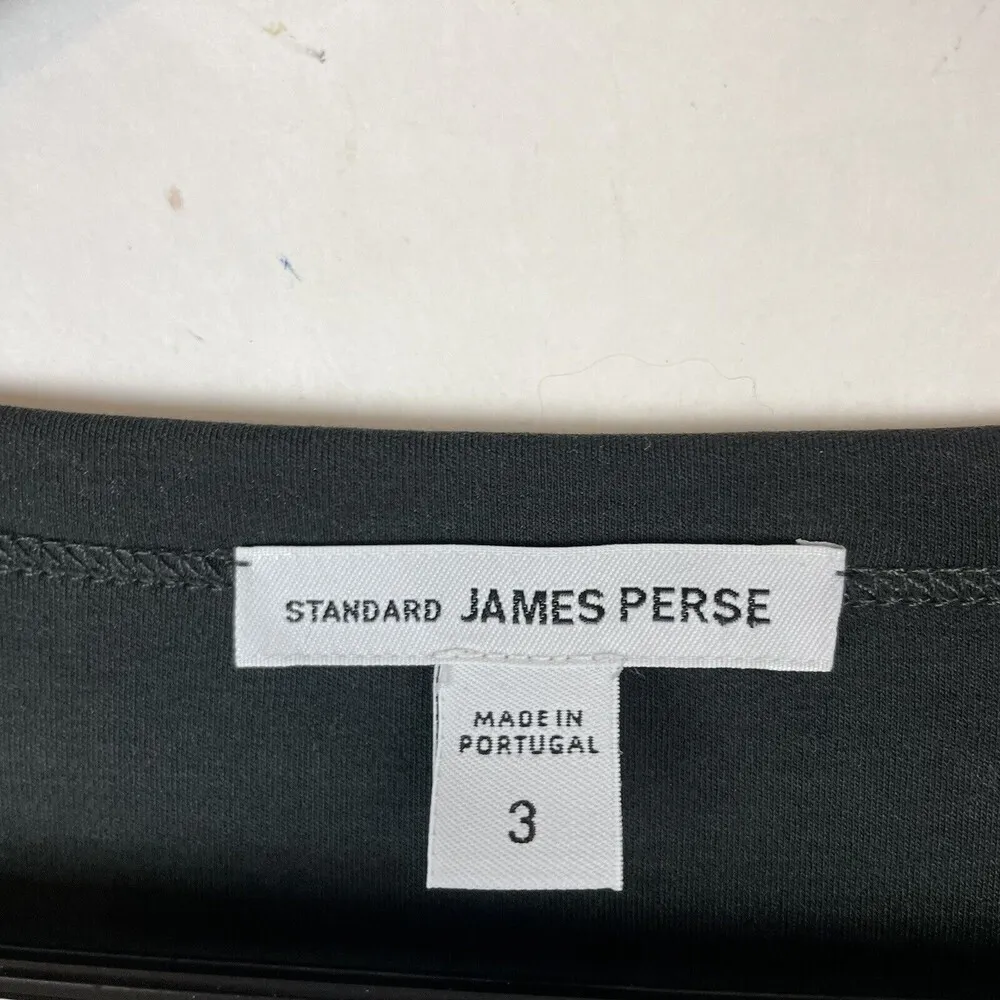 STANDARD JAMES PERSE
MADE IN
PORTUGAL
3